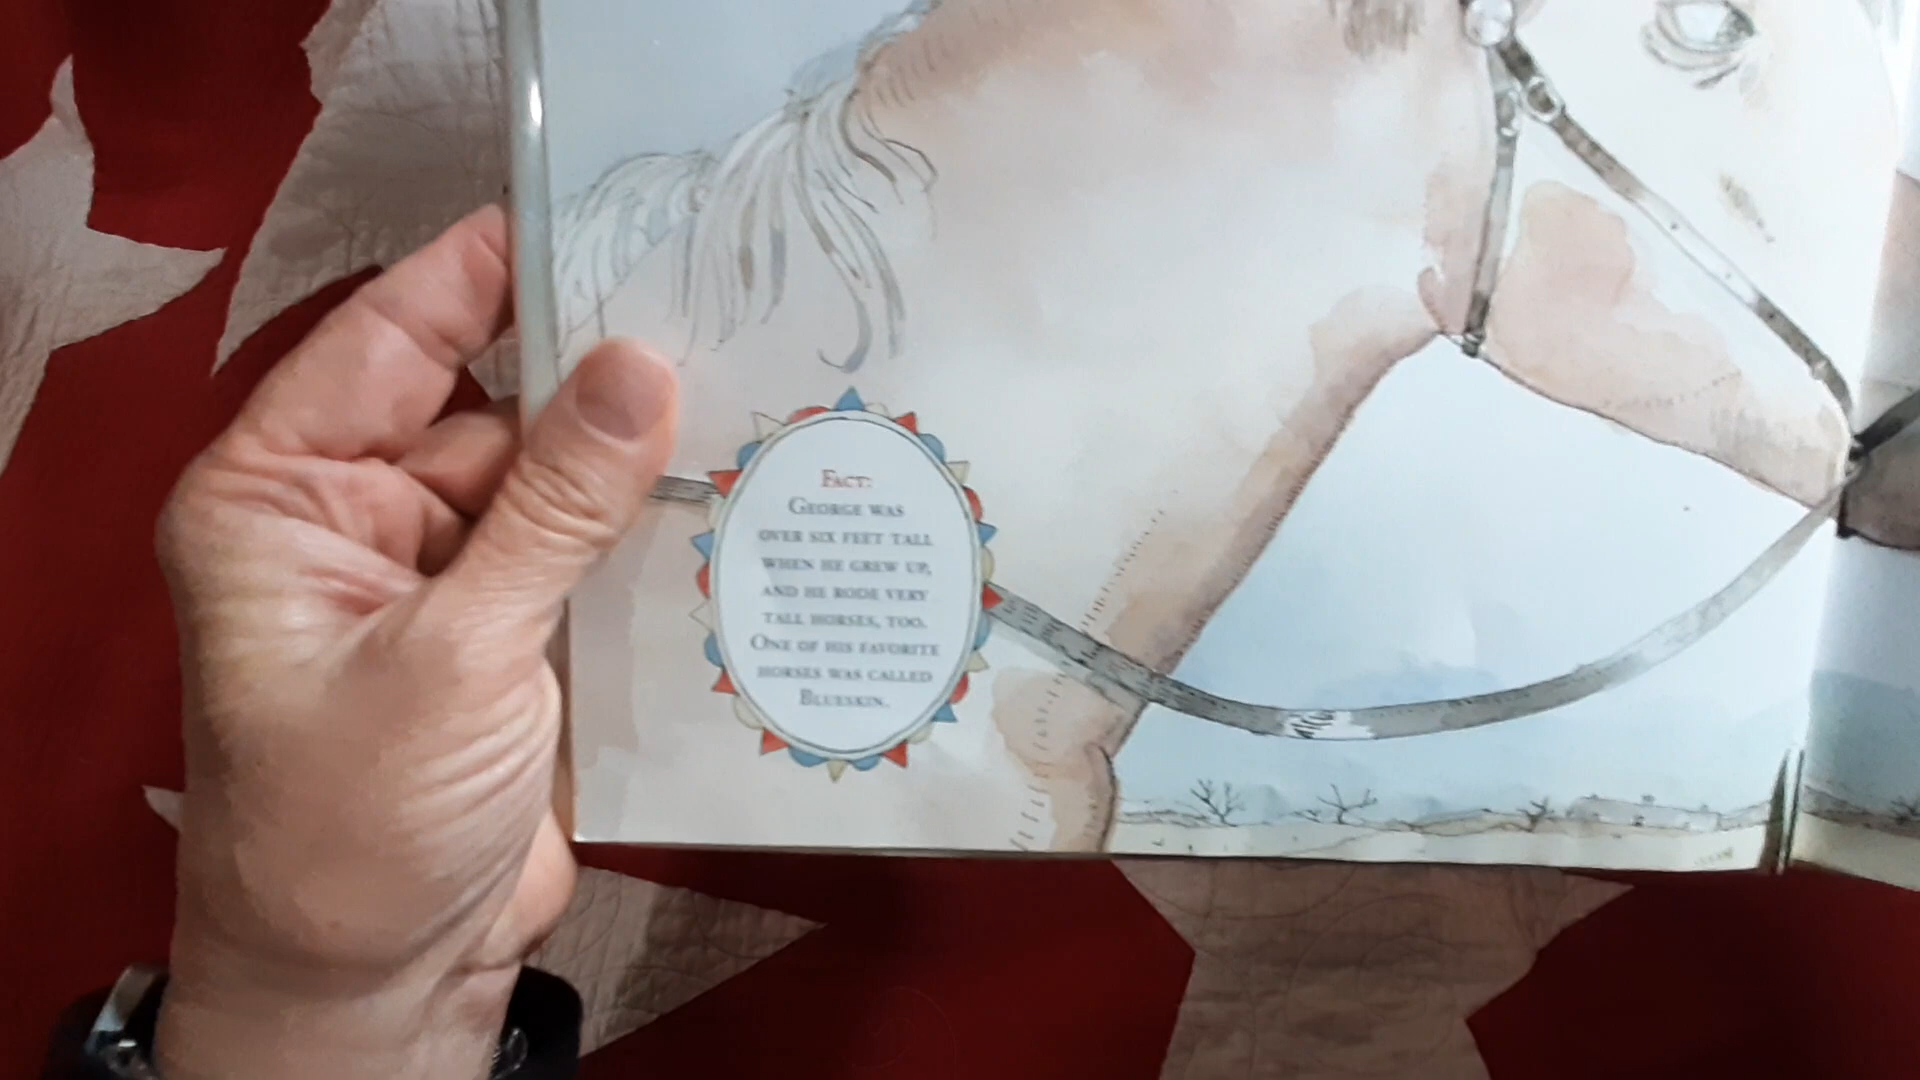 FACT:
GEORGE WAS
OVER SIX FEET TALL
WHEN HE GREW UP,
AND HE RODE VERY
TALL HORSES, TOO.
ONE OF HIS FAVORITE
HORSES WAS CALLED
BLUESKIN.